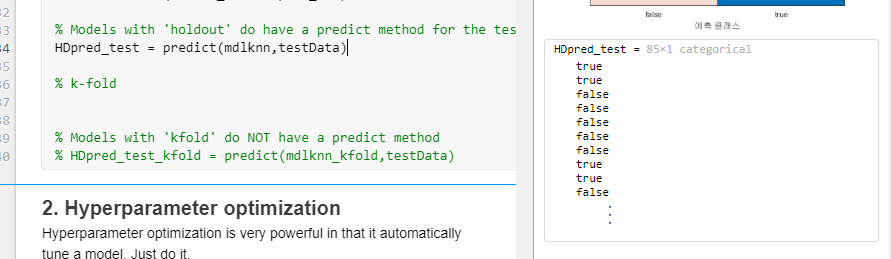 32
33 % Models with 'holdout' do have a predict method for the tes
34 HDpred_test = predict(mdlknn,testData)
35
36 % k-fold
37
38
39 % Models with 'kfold' do NOT have a predict method
40 % HDpred_test_kfold = predict(mdlknn_kfold,testData)
2. Hyperparameter optimization
Hyperparameter optimization is very powerful in that it automatically
tune a model. Just do it.
false true
예측 클래스
HDpred_test = 85×1 categorical
true
true
false
false
false
false
false
true
true
false